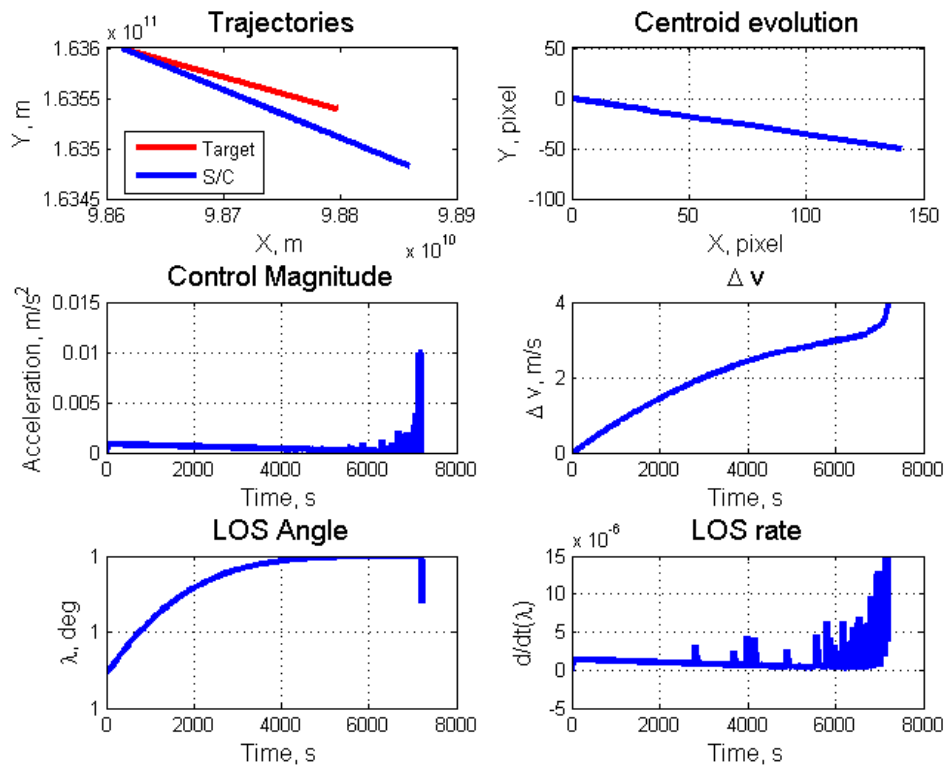 Trajectories
x 10^11
1.636
1.6355
1.635
1.6345
Y, m
Target
S/C
9.86
9.87
9.88
9.89
X, m
x 10^10
Centroid evolution
50
0
-50
-100
Y, pixel
0
50
100
150
X, pixel
Control Magnitude
0.015
0.01
0.005
0
Acceleration, m/s^2
0
2000
4000
6000
8000
Time, s
Δ v
4
2
0
Δ v, m/s
0
2000
4000
6000
8000
Time, s
LOS Angle
1
1
1
λ, deg
0
2000
4000
6000
8000
Time, s
LOS rate
x 10^-6
15
10
5
0
-5
d/dt(λ)
0
2000
4000
6000
8000
Time, s